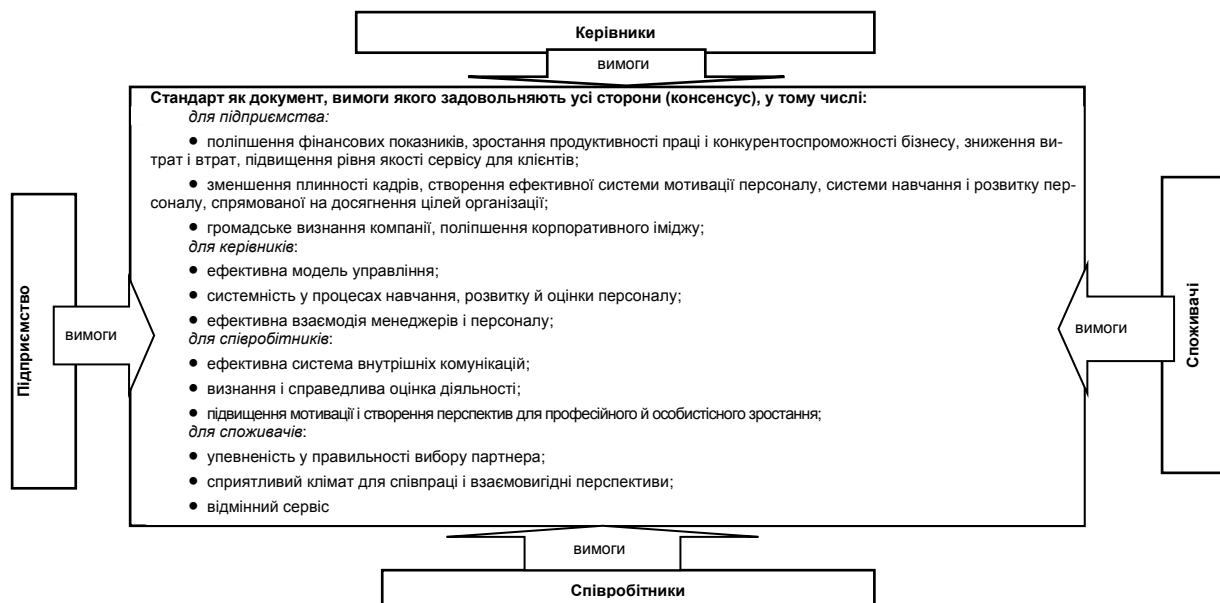 Керівники
вимоги
Стандарт як документ, вимоги якого задовольняють усі сторони (консенсус), у тому числі:
для підприємства:
● поліпшення фінансових показників, зростання продуктивності праці і конкурентоспроможності бізнесу, зниження ви-
трат і втрат, підвищення рівня якості сервісу для клієнтів;
● зменшення плинності кадрів, створення ефективної системи мотивації персоналу, системи навчання і розвитку пер-
соналу, спрямованої на досягнення цілей організації;
● громадське визнання компанії, поліпшення корпоративного іміджу;
для керівників:
● ефективна модель управління;
● системність у процесах навчання, розвитку й оцінки персоналу;
● ефективна взаємодія менеджерів і персоналу;
для співробітників:
● ефективна система внутрішніх комунікацій;
● визнання і справедлива оцінка діяльності;
● підвищення мотивації і створення перспектив для професійного й особистісного зростання;
для споживачів:
● упевненість у правильності вибору партнера;
● сприятливий клімат для співпраці і взаємовигідні перспективи;
● відмінний сервіс
Підприємство
вимоги
вимоги
Споживачі
вимоги
Співробітники